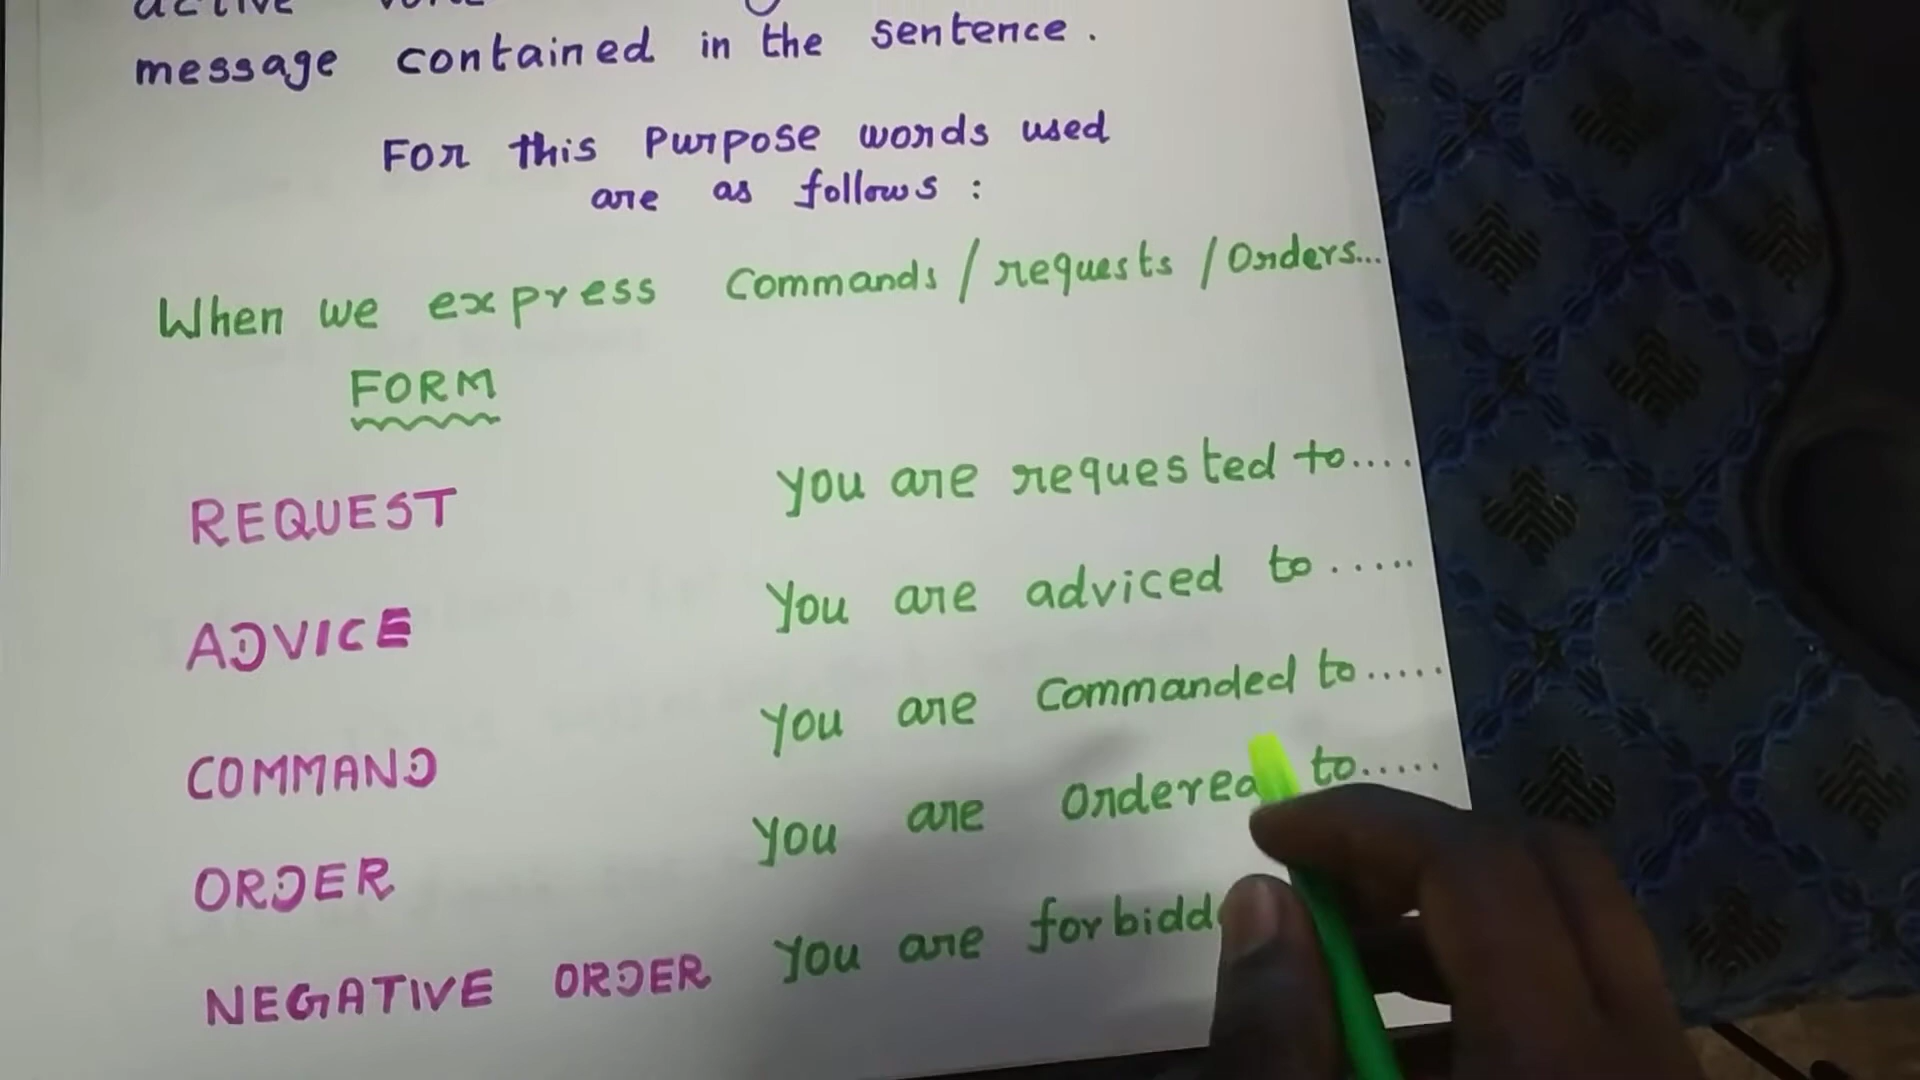 active
message contained in the sentence.
For this Purpose words used
are as follows :
When we express Commands / requests / Orders...
FORM
REQUEST you are requested to....
ADVICE You are adviced to .....
COMMAND you are Commanded to.....
ORDER you are Ordered to.....
NEGATIVE ORDER you are